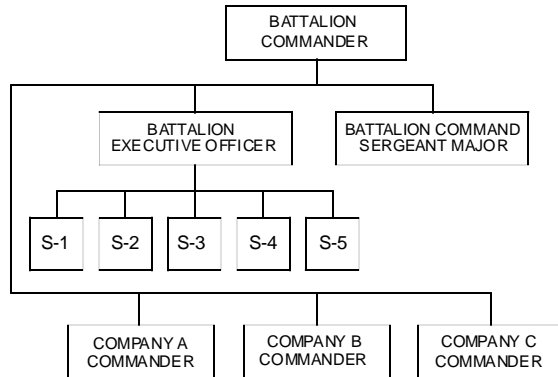 BATTALION
COMMANDER
BATTALION
EXECUTIVE OFFICER
BATTALION COMMAND
SERGEANT MAJOR
S-1
S-2
S-3
S-4
S-5
COMPANY A
COMMANDER
COMPANY B
COMMANDER
COMPANY C
COMMANDER